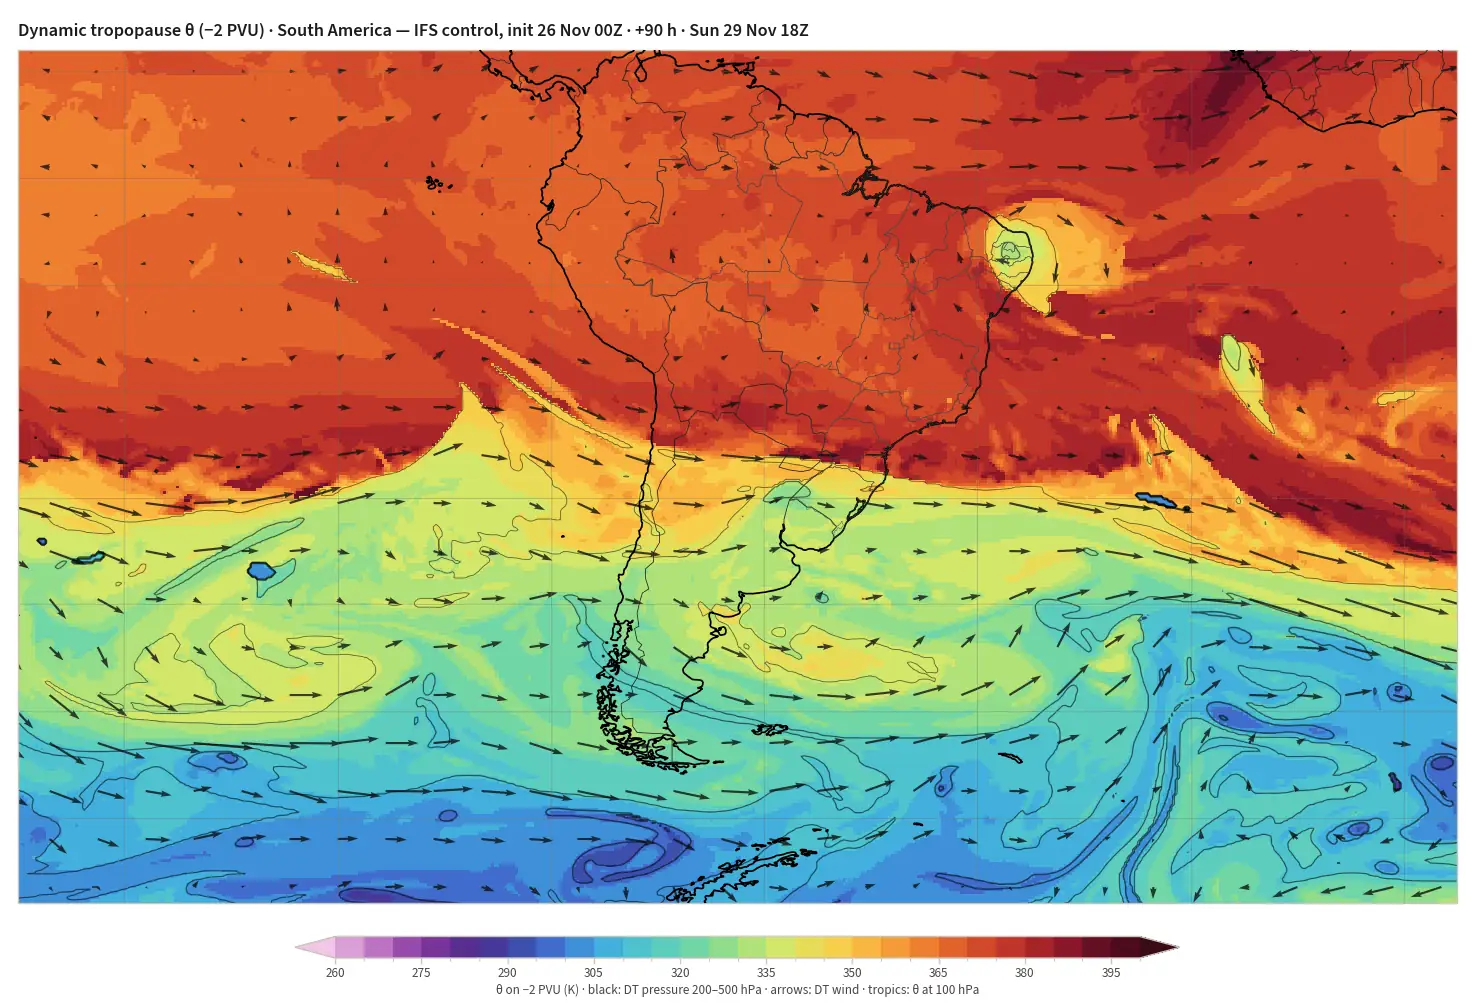 Dynamic tropopause θ (−2 PVU) · South America — IFS control, init 26 Nov 00Z · +90 h · Sun 29 Nov 18Z
260 275 290 305 320 335 350 365 380 395
θ on −2 PVU (K) · black: DT pressure 200–500 hPa · arrows: DT wind · tropics: θ at 100 hPa